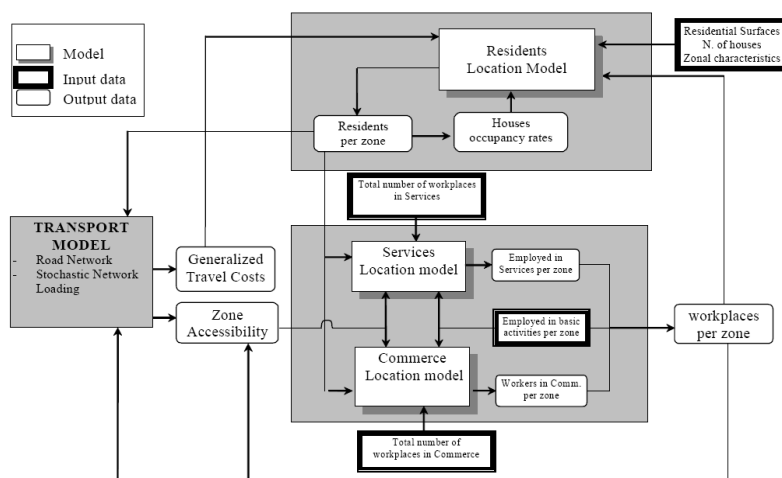 Model
Input data
Output data
Residents
Location Model
Residential Surfaces
N. of houses
Zonal characteristics
Residents
per zone
Houses
occupancy rates
Total number of workplaces
in Services
TRANSPORT
MODEL
- Road Network
- Stochastic Network
Loading
Generalized
Travel Costs
Zone
Accessibility
Services
Location model
Employed in
Services per zone
Employed in basic
activities per zone
workplaces
per zone
Commerce
Location model
Workers in Comm.
per zone
Total number of
workplaces in Commerce